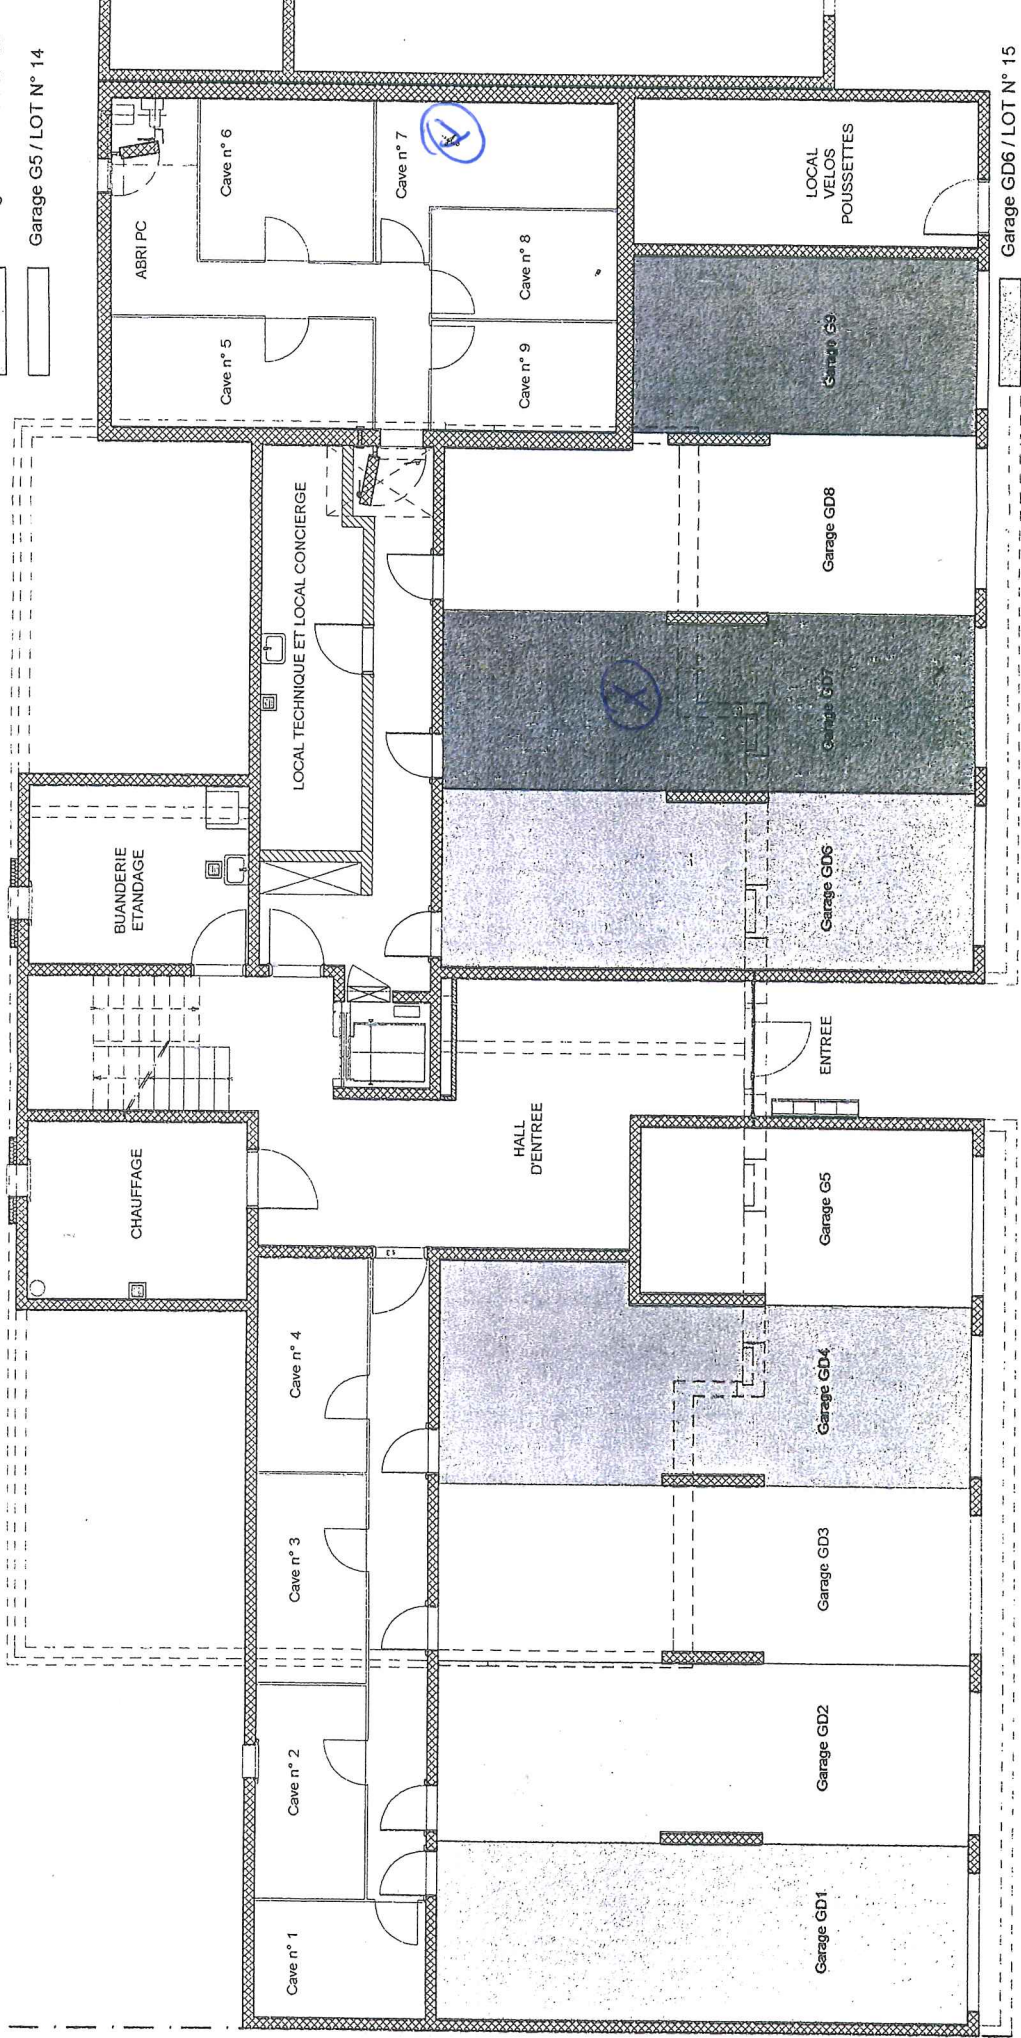 Garage G5 / LOT N° 14
Garage GD6 / LOT N° 15
ABRI PC
Cave n° 6
Cave n° 7
X
Cave n° 5
Cave n° 8
Cave n° 9
LOCAL
VELOS
POUSSETTES
Garage G9
LOCAL TECHNIQUE ET LOCAL CONCIERGE
Garage GD8
X
Garage GD7
BUANDERIE
ETANDAGE
Garage GD6
CHAUFFAGE
HALL
D'ENTREE
ENTREE
Garage G5
Cave n° 4
Garage GD4
Cave n° 3
Garage GD3
Cave n° 2
Garage GD2
Cave n° 1
Garage GD1